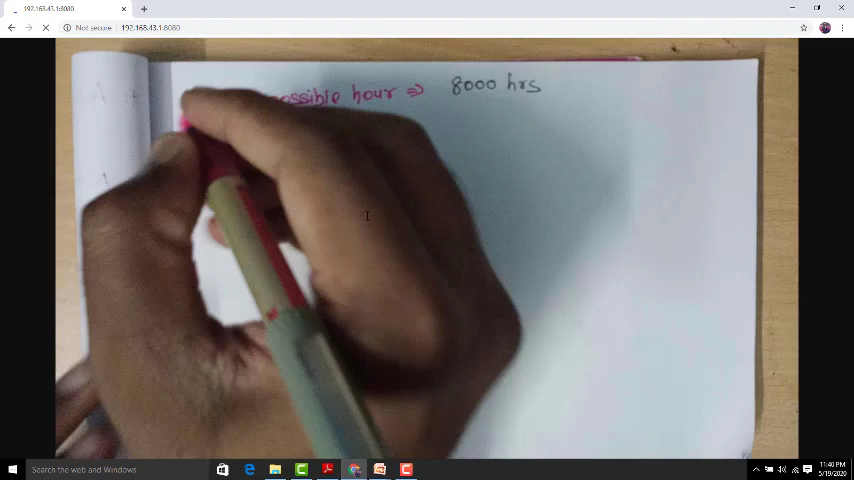 192.168.43.1:8080
Not secure
192.168.43.1:8080
possible hour ⇒ 8000 hrs
A
A
Search the web and Windows
11:40 PM
5/19/2020